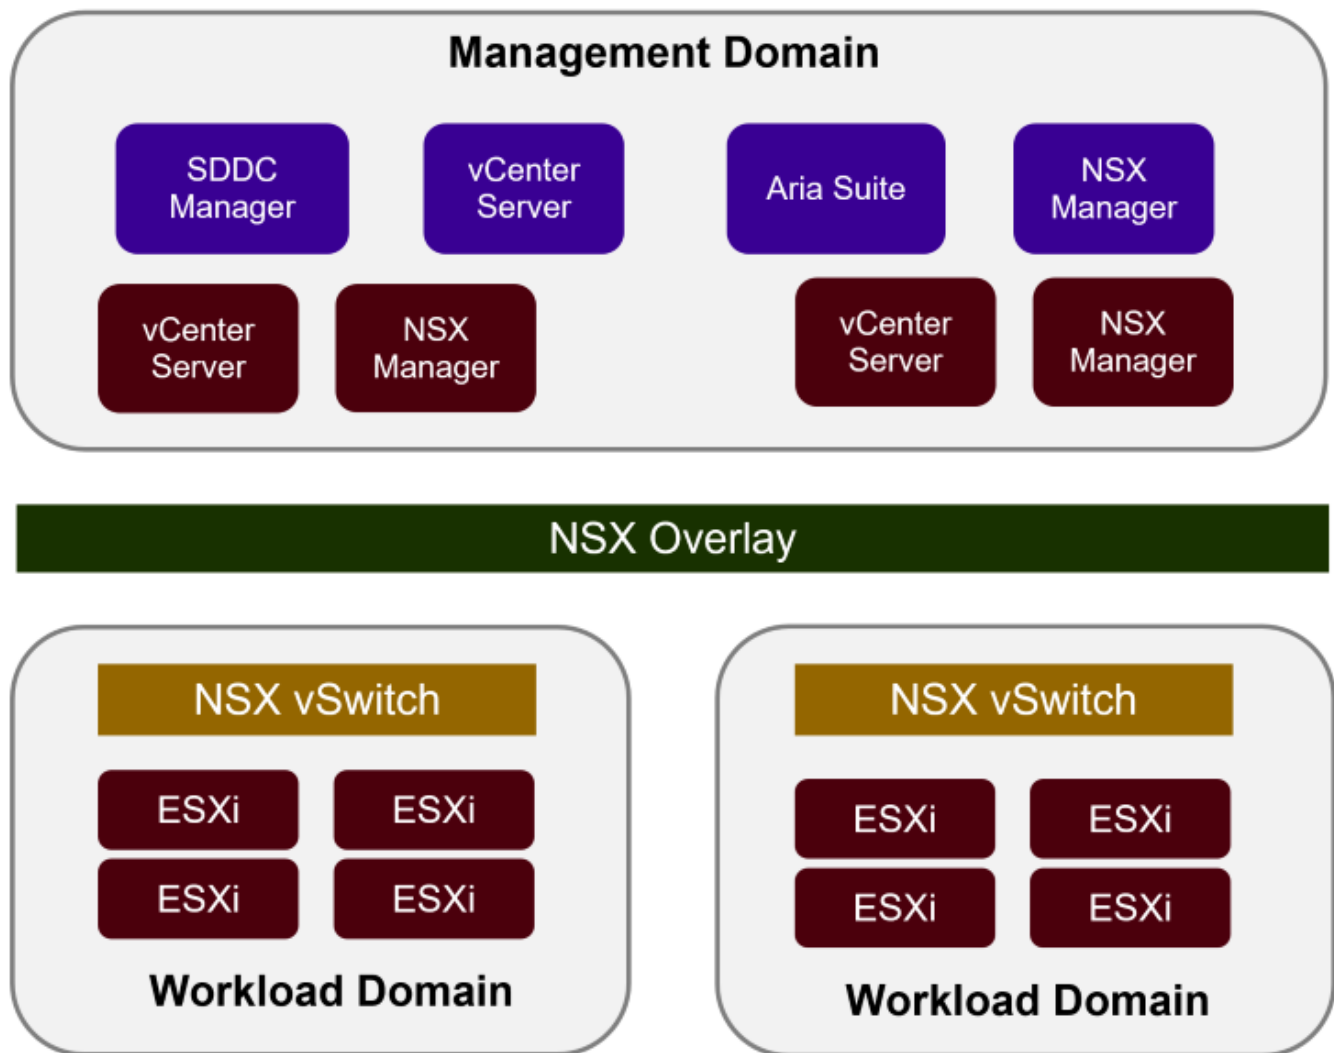 Management Domain
SDDC
Manager
vCenter
Server
Aria Suite
NSX
Manager
vCenter
Server
NSX
Manager
vCenter
Server
NSX
Manager
NSX Overlay
NSX vSwitch
ESXi
ESXi
ESXi
ESXi
Workload Domain
NSX vSwitch
ESXi
ESXi
ESXi
ESXi
Workload Domain